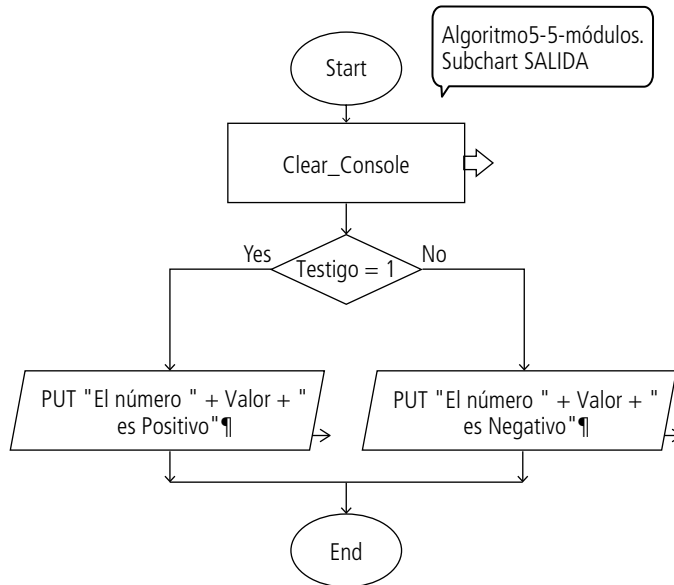 Algoritmo5-5-módulos.
Subchart SALIDA
Start
Clear_Console
Yes
Testigo = 1
No
PUT "El número " + Valor + "
es Positivo"¶
PUT "El número " + Valor + "
es Negativo"¶
End